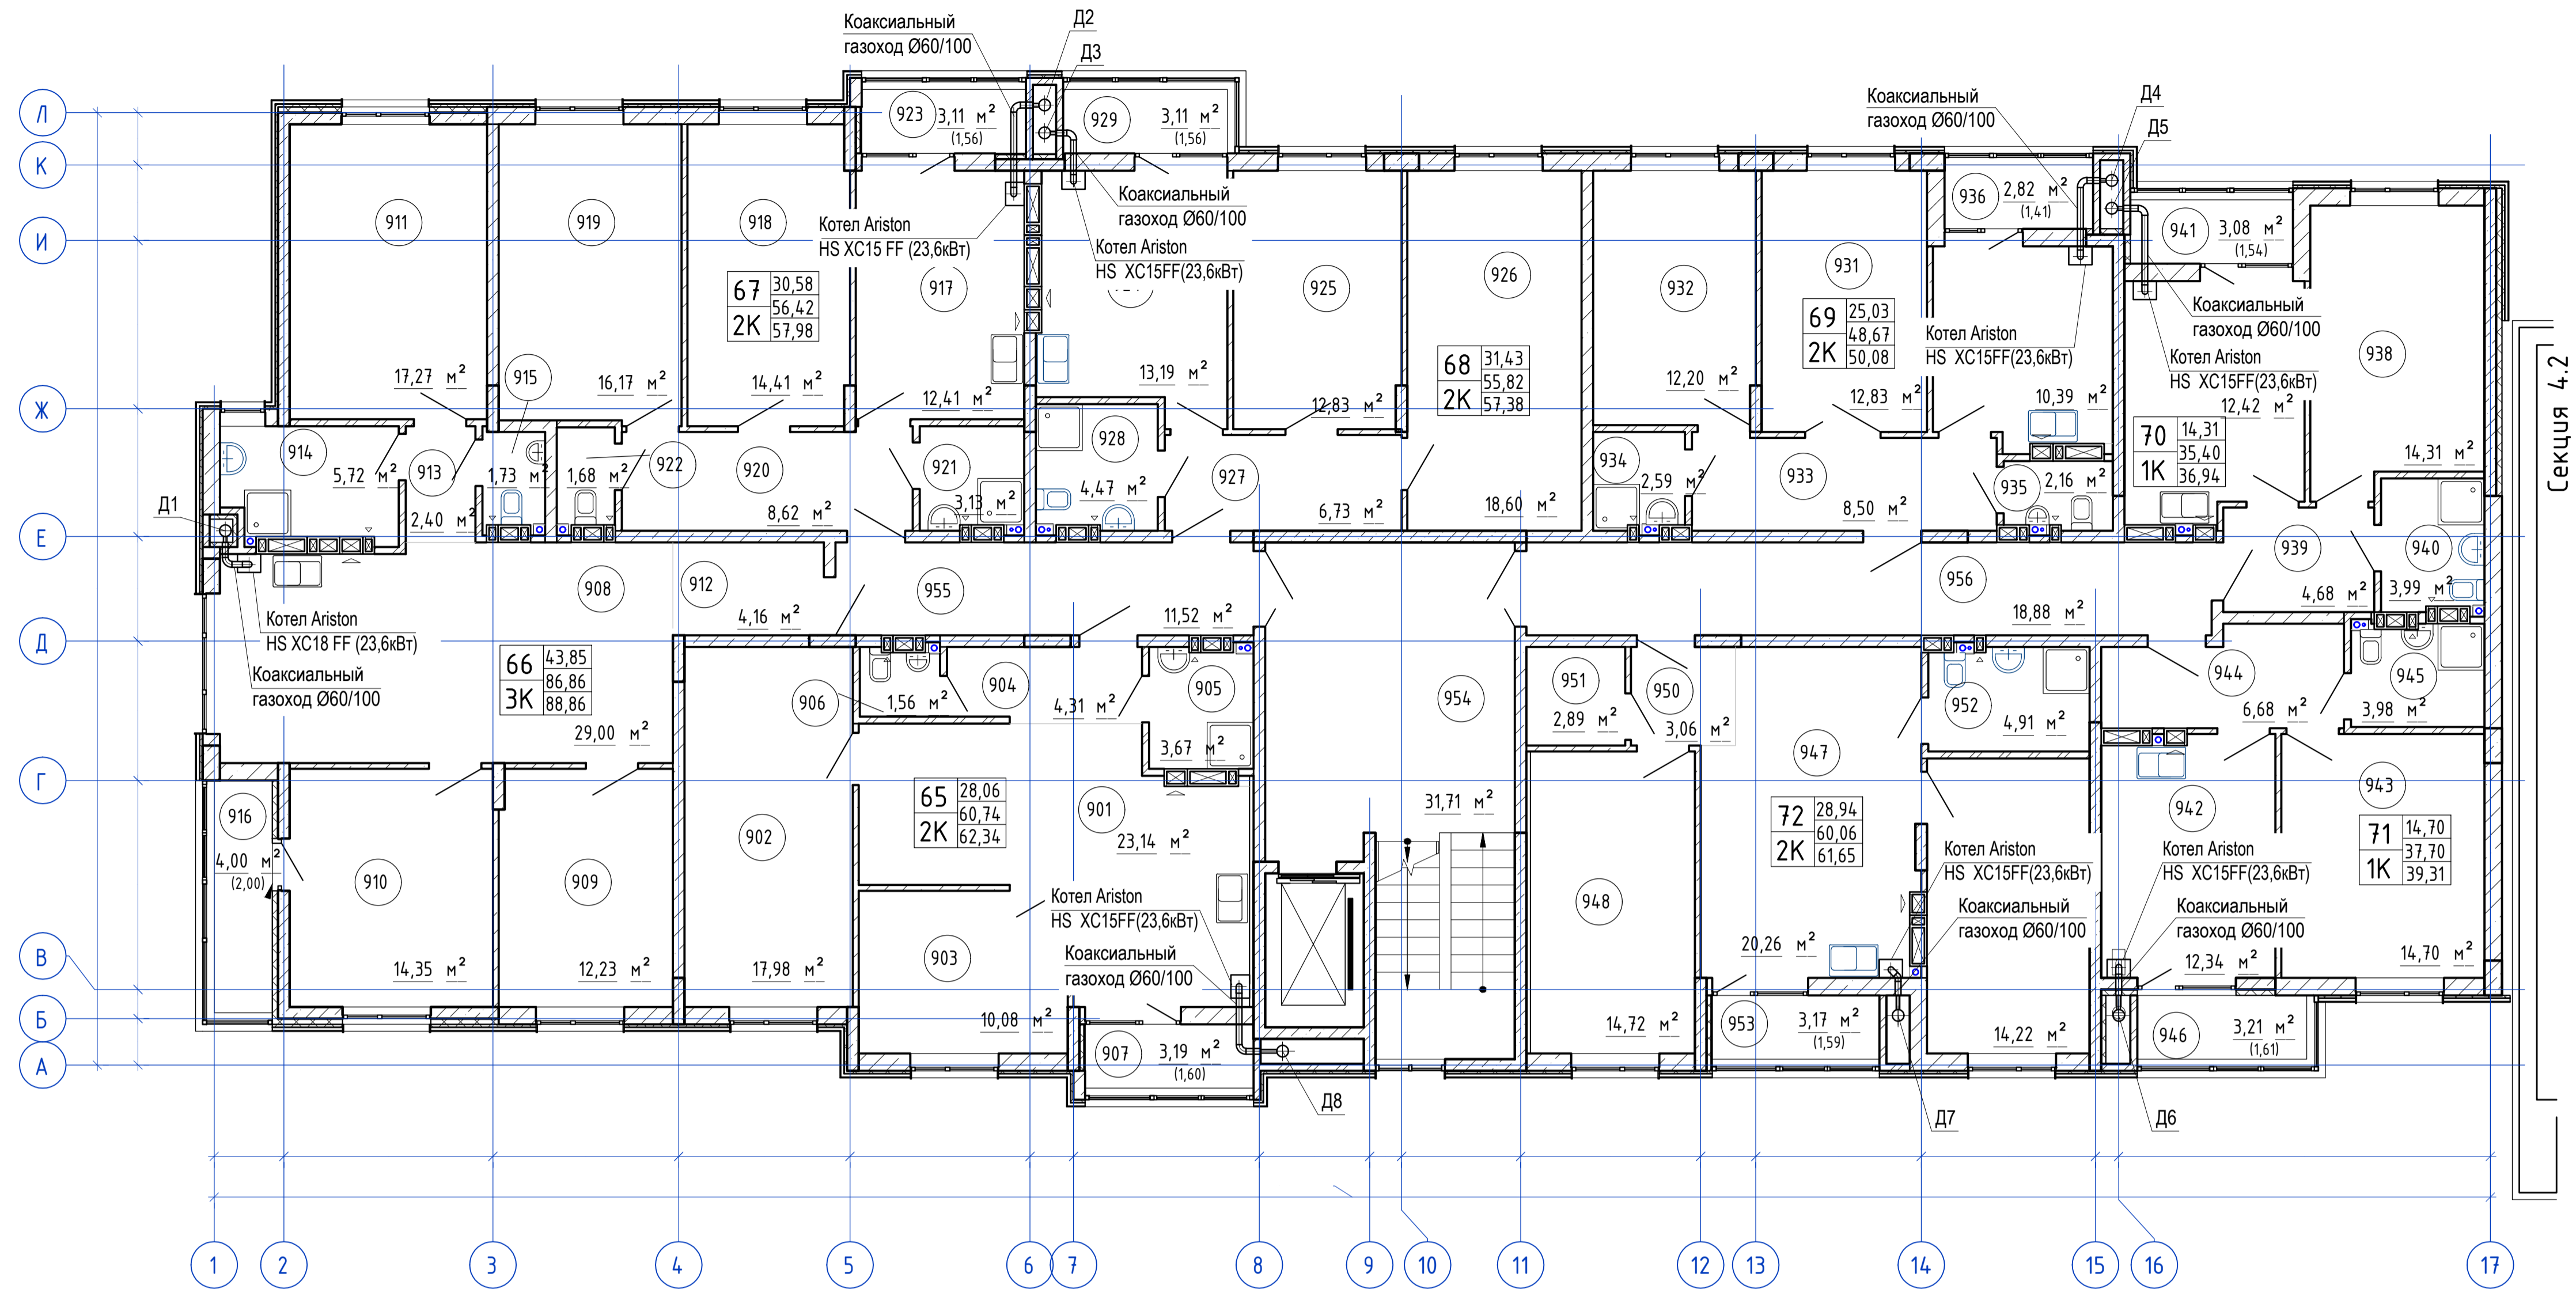 Коаксиальный
газоход Ø60/100
Д2
Д3
Коаксиальный
газоход Ø60/100
Д4
Д5
Л
К
И
Ж
Е
Д
Г
В
Б
А
923
3,11 м²
(1,56)
929
3,11 м²
(1,56)
936
2,82 м²
(1,41)
941
3,08 м²
(1,54)
Коаксиальный
газоход Ø60/100
Котел Ariston
HS XC15 FF (23,6кВт)
Котел Ariston
HS XC15FF(23,6кВт)
911
17,27 м²
919
16,17 м²
918
14,41 м²
67
2К
30,58
56,42
57,98
917
12,41 м²
13,19 м²
925
12,83 м²
926
18,60 м²
68
2К
31,43
55,82
57,38
932
12,20 м²
931
12,83 м²
69
2К
25,03
48,67
50,08
Котел Ariston
HS XC15FF(23,6кВт)
10,39 м²
Коаксиальный
газоход Ø60/100
Котел Ariston
HS XC15FF(23,6кВт)
12,42 м²
938
14,31 м²
70
1К
14,31
35,40
36,94
Секция 4.2
914
5,72 м²
913
2,40 м²
915
1,73 м²
1,68 м²
922
920
8,62 м²
921
3,13 м²
928
4,47 м²
927
6,73 м²
934
2,59 м²
933
8,50 м²
935
2,16 м²
939
4,68 м²
940
3,99 м²
Д1
Котел Ariston
HS XC18 FF (23,6кВт)
Коаксиальный
газоход Ø60/100
908
29,00 м²
912
4,16 м²
955
11,52 м²
956
18,88 м²
66
3К
43,85
86,86
88,86
906
1,56 м²
904
4,31 м²
905
3,67 м²
954
31,71 м²
951
2,89 м²
950
3,06 м²
947
20,26 м²
952
4,91 м²
944
6,68 м²
945
3,98 м²
916
4,00 м²
(2,00)
910
14,35 м²
909
12,23 м²
902
17,98 м²
65
2К
28,06
60,74
62,34
901
23,14 м²
903
10,08 м²
Котел Ariston
HS XC15FF(23,6кВт)
Коаксиальный
газоход Ø60/100
948
14,72 м²
72
2К
28,94
60,06
61,65
Котел Ariston
HS XC15FF(23,6кВт)
Коаксиальный
газоход Ø60/100
14,22 м²
942
12,34 м²
Котел Ariston
HS XC15FF(23,6кВт)
Коаксиальный
газоход Ø60/100
943
14,70 м²
71
1К
14,70
37,70
39,31
907
3,19 м²
(1,60)
953
3,17 м²
(1,59)
946
3,21 м²
(1,61)
Д8
Д7
Д6
1
2
3
4
5
6
7
8
9
10
11
12
13
14
15
16
17